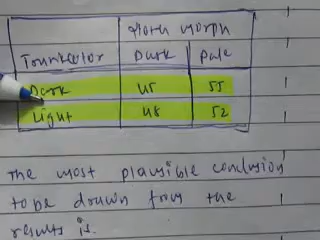 Moth morph
Trunkcolor Dark pale
Dark 45 55
Light 48 52
The most plausible conclusion
to be drawn from the
results is.